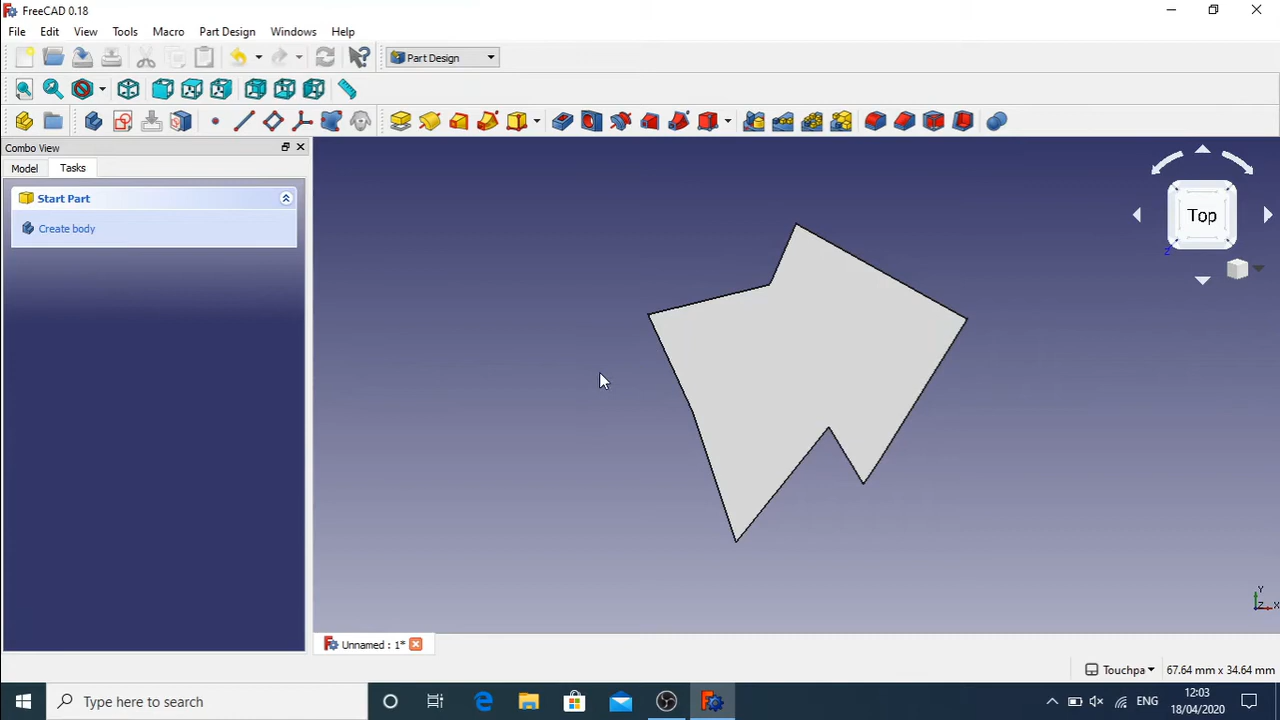 FreeCAD 0.18
File Edit View Tools Macro Part Design Windows Help
Part Design
Combo View
Model Tasks
Start Part
Create body
Top
Z
Y
Z X
Unnamed : 1*
Touchpa 67.64 mm x 34.64 mm
Type here to search
ENG
12:03
18/04/2020